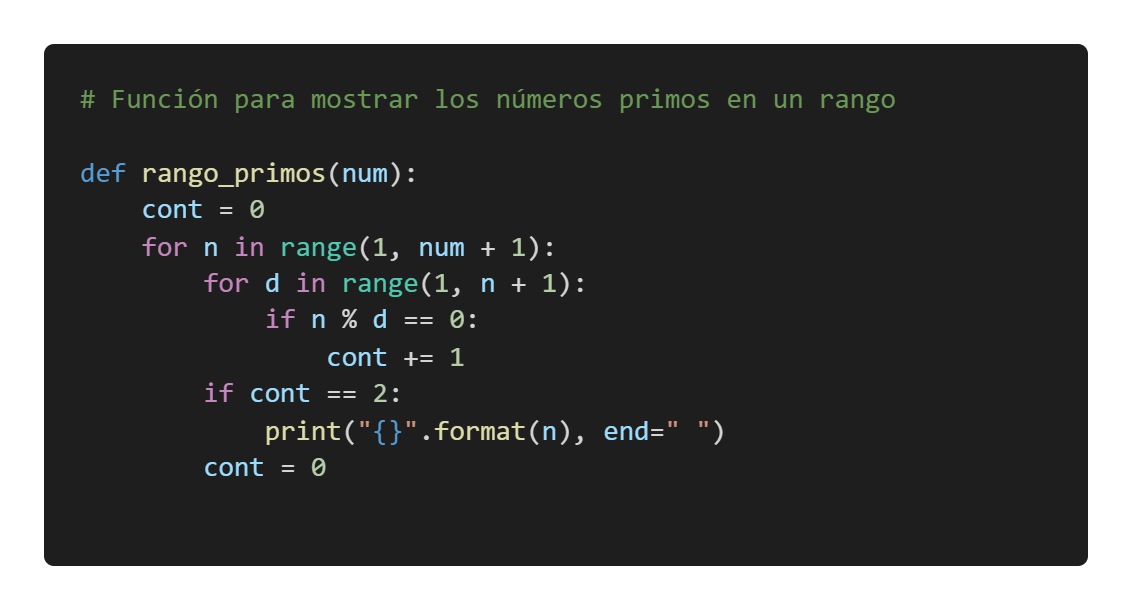 # Función para mostrar los números primos en un rango
def rango_primos(num):
    cont = 0
    for n in range(1, num + 1):
        for d in range(1, n + 1):
            if n % d == 0:
                cont += 1
        if cont == 2:
            print("{}".format(n), end=" ")
        cont = 0